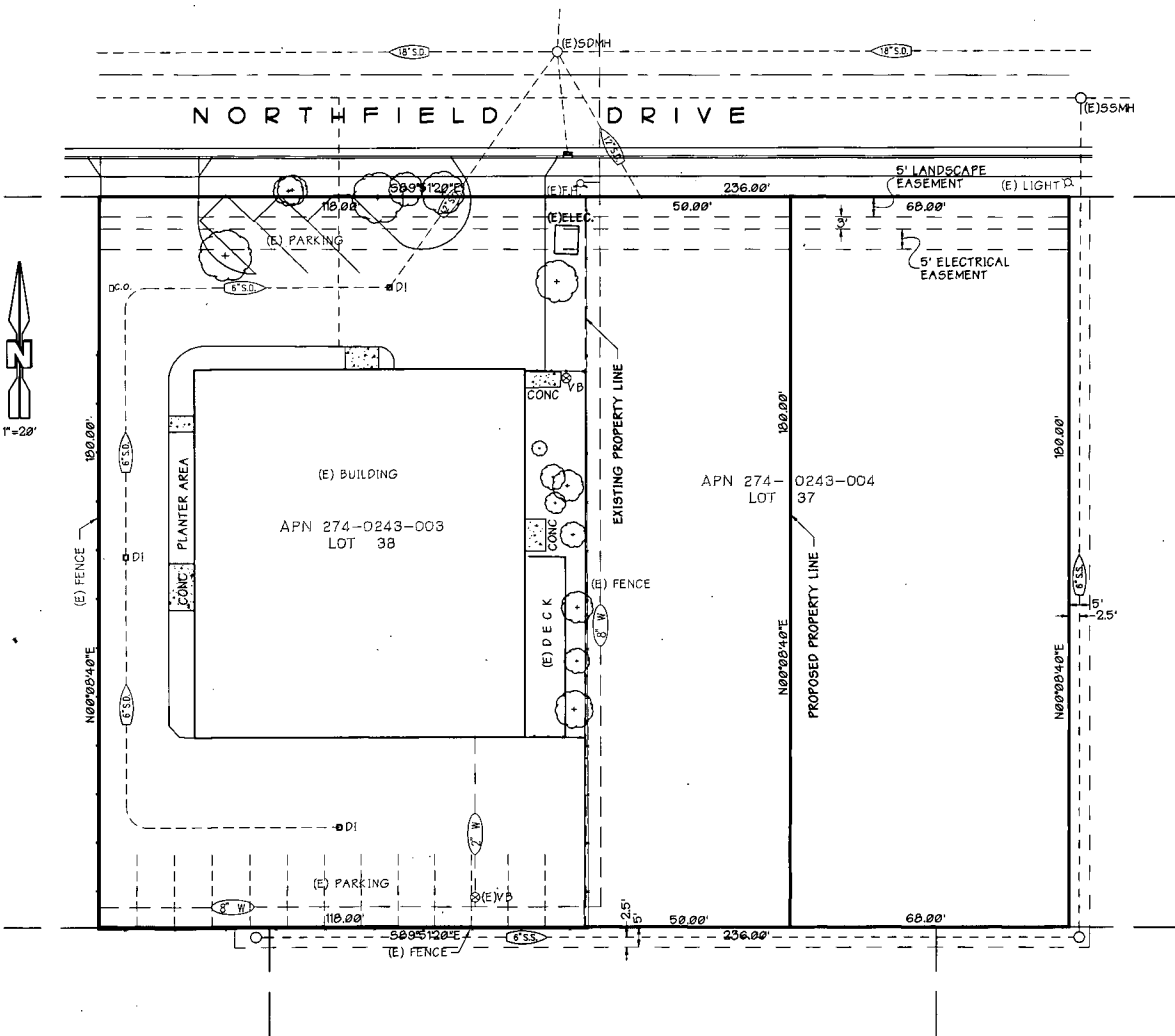 18" S.D.
(E)SDMH
18" S.D.
(E)SSMH
NORTHFIELD DRIVE
12" S.D.
5' LANDSCAPE
EASEMENT
(E) LIGHT
S89°51'20"E
236.00'
(E)F.H.
118.00'
50.00'
68.00'
(E)ELEC.
(E) PARKING
5' ELECTRICAL
EASEMENT
C.O.
6" S.D.
DI
N
1"=20'
CONC
VB
EXISTING PROPERTY LINE
180.00'
180.00'
180.00'
6" S.D.
PLANTER AREA
(E) BUILDING
APN 274-0243-003
LOT 38
APN 274-0243-004
LOT 37
CONC
DI
(E) FENCE
CONC
(E) FENCE
(E) DECK
8" W
PROPOSED PROPERTY LINE
6" S.S.
5'
2.5'
N00°08'40"E
N00°08'40"E
N00°08'40"E
6" S.D.
DI
2" W
(E) PARKING
(E)VB
8" W
118.00'
2.5'
5'
50.00'
68.00'
S89°51'20"E
6" S.S.
236.00'
(E) FENCE